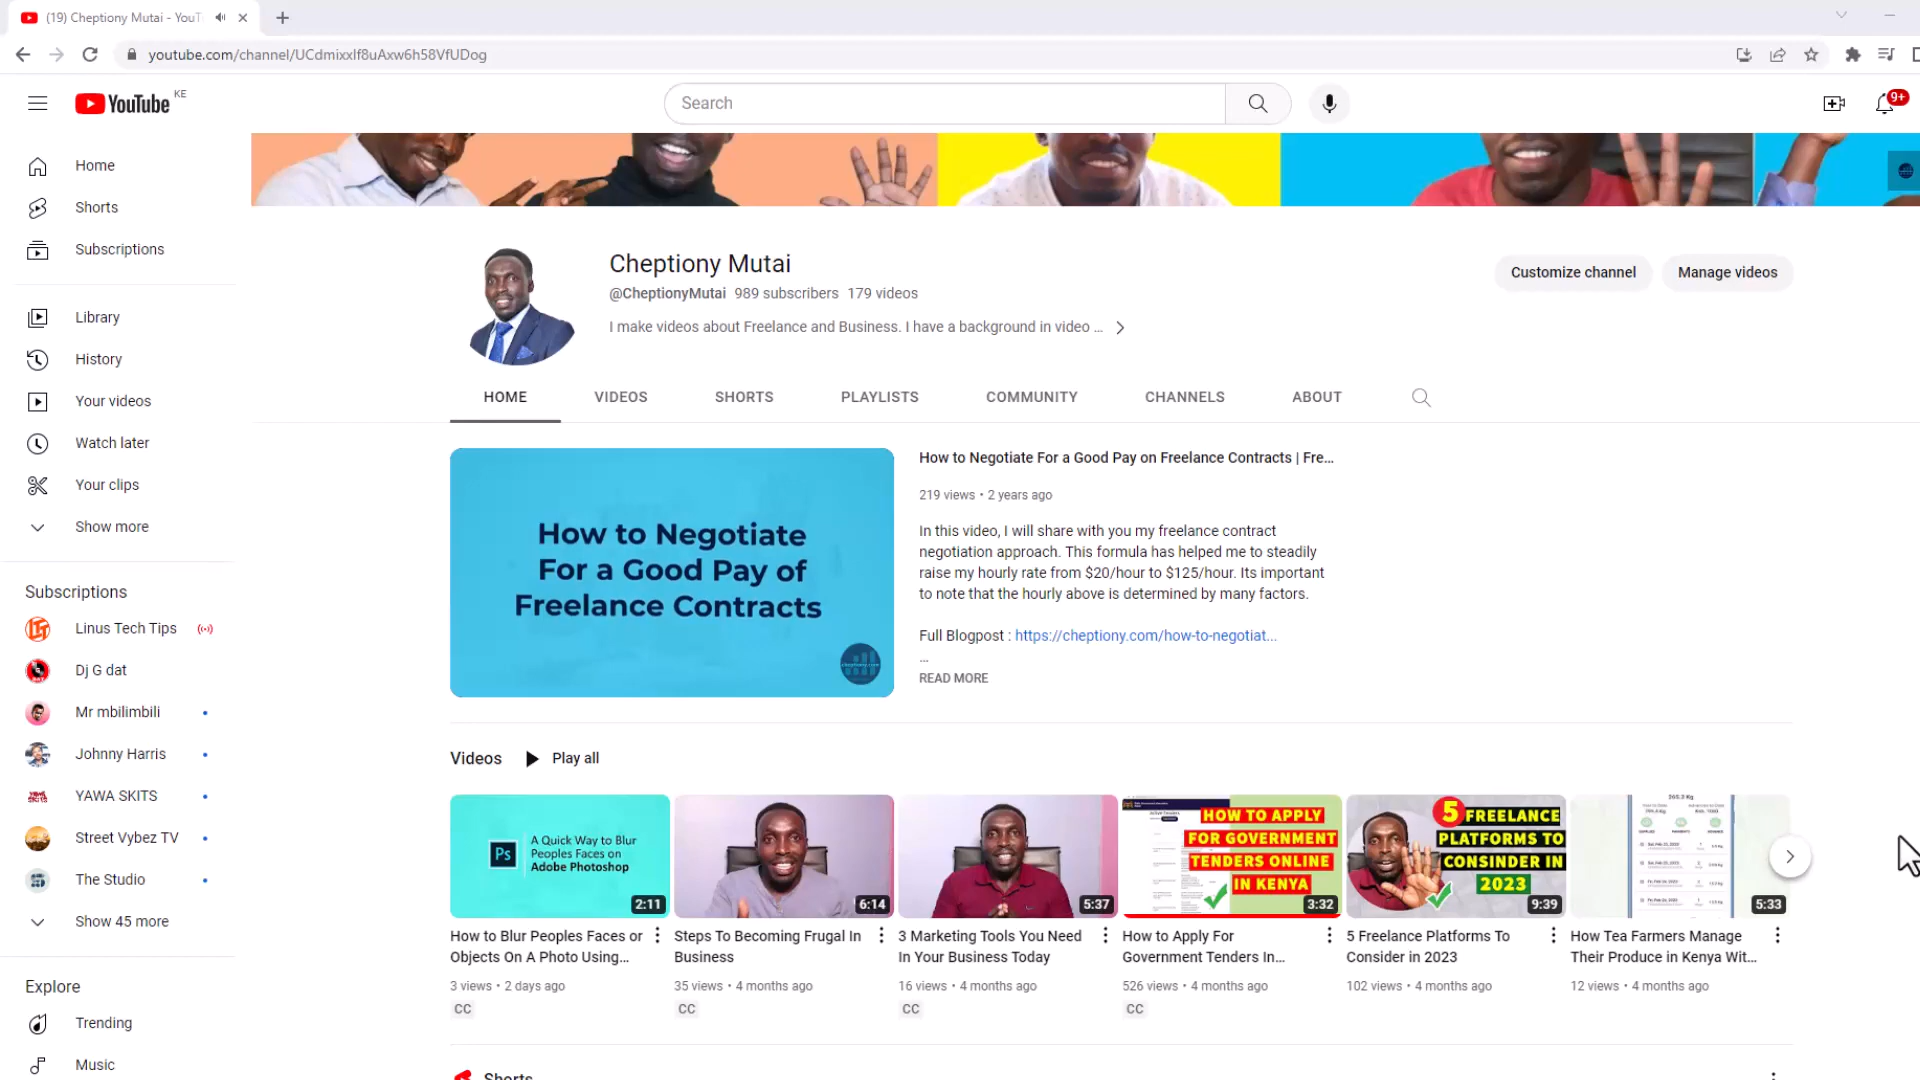 (19) Cheptiony Mutai - YouT
youtube.com/channel/UCdmixxlf8uAxw6h58VfUDog
YouTube KE
Search
9+
Home
Shorts
Subscriptions
Library
History
Your videos
Watch later
Your clips
Show more
Subscriptions
Linus Tech Tips
Dj G dat
Mr mbilimbili
Johnny Harris
YAWA SKITS
Street Vybez TV
The Studio
Show 45 more
Explore
Trending
Music
Cheptiony Mutai
@CheptionyMutai 989 subscribers 179 videos
I make videos about Freelance and Business. I have a background in video ...
Customize channel
Manage videos
HOME VIDEOS SHORTS PLAYLISTS COMMUNITY CHANNELS ABOUT
How to Negotiate
For a Good Pay of
Freelance Contracts
cheptiony.com
How to Negotiate For a Good Pay on Freelance Contracts | Fre...
219 views • 2 years ago
In this video, I will share with you my freelance contract
negotiation approach. This formula has helped me to steadily
raise my hourly rate from $20/hour to $125/hour. Its important
to note that the hourly above is determined by many factors.
Full Blogpost : https://cheptiony.com/how-to-negotiat...
...
READ MORE
Videos
Play all
Ps
A Quick Way to Blur
Peoples Faces on
Adobe Photoshop
2:11
How to Blur Peoples Faces or
Objects On A Photo Using...
3 views • 2 days ago
CC
6:14
Steps To Becoming Frugal In
Business
35 views • 4 months ago
CC
5:37
3 Marketing Tools You Need
In Your Business Today
16 views • 4 months ago
CC
HOW TO APPLY
FOR GOVERNMENT
TENDERS ONLINE
IN KENYA
3:32
How to Apply For
Government Tenders In...
526 views • 4 months ago
CC
5 FREELANCE
PLATFORMS TO
CONSINDER IN
2023
9:39
5 Freelance Platforms To
Consider in 2023
102 views • 4 months ago
265.3 Kg
5:33
How Tea Farmers Manage
Their Produce in Kenya Wit...
12 views • 4 months ago
Shorts